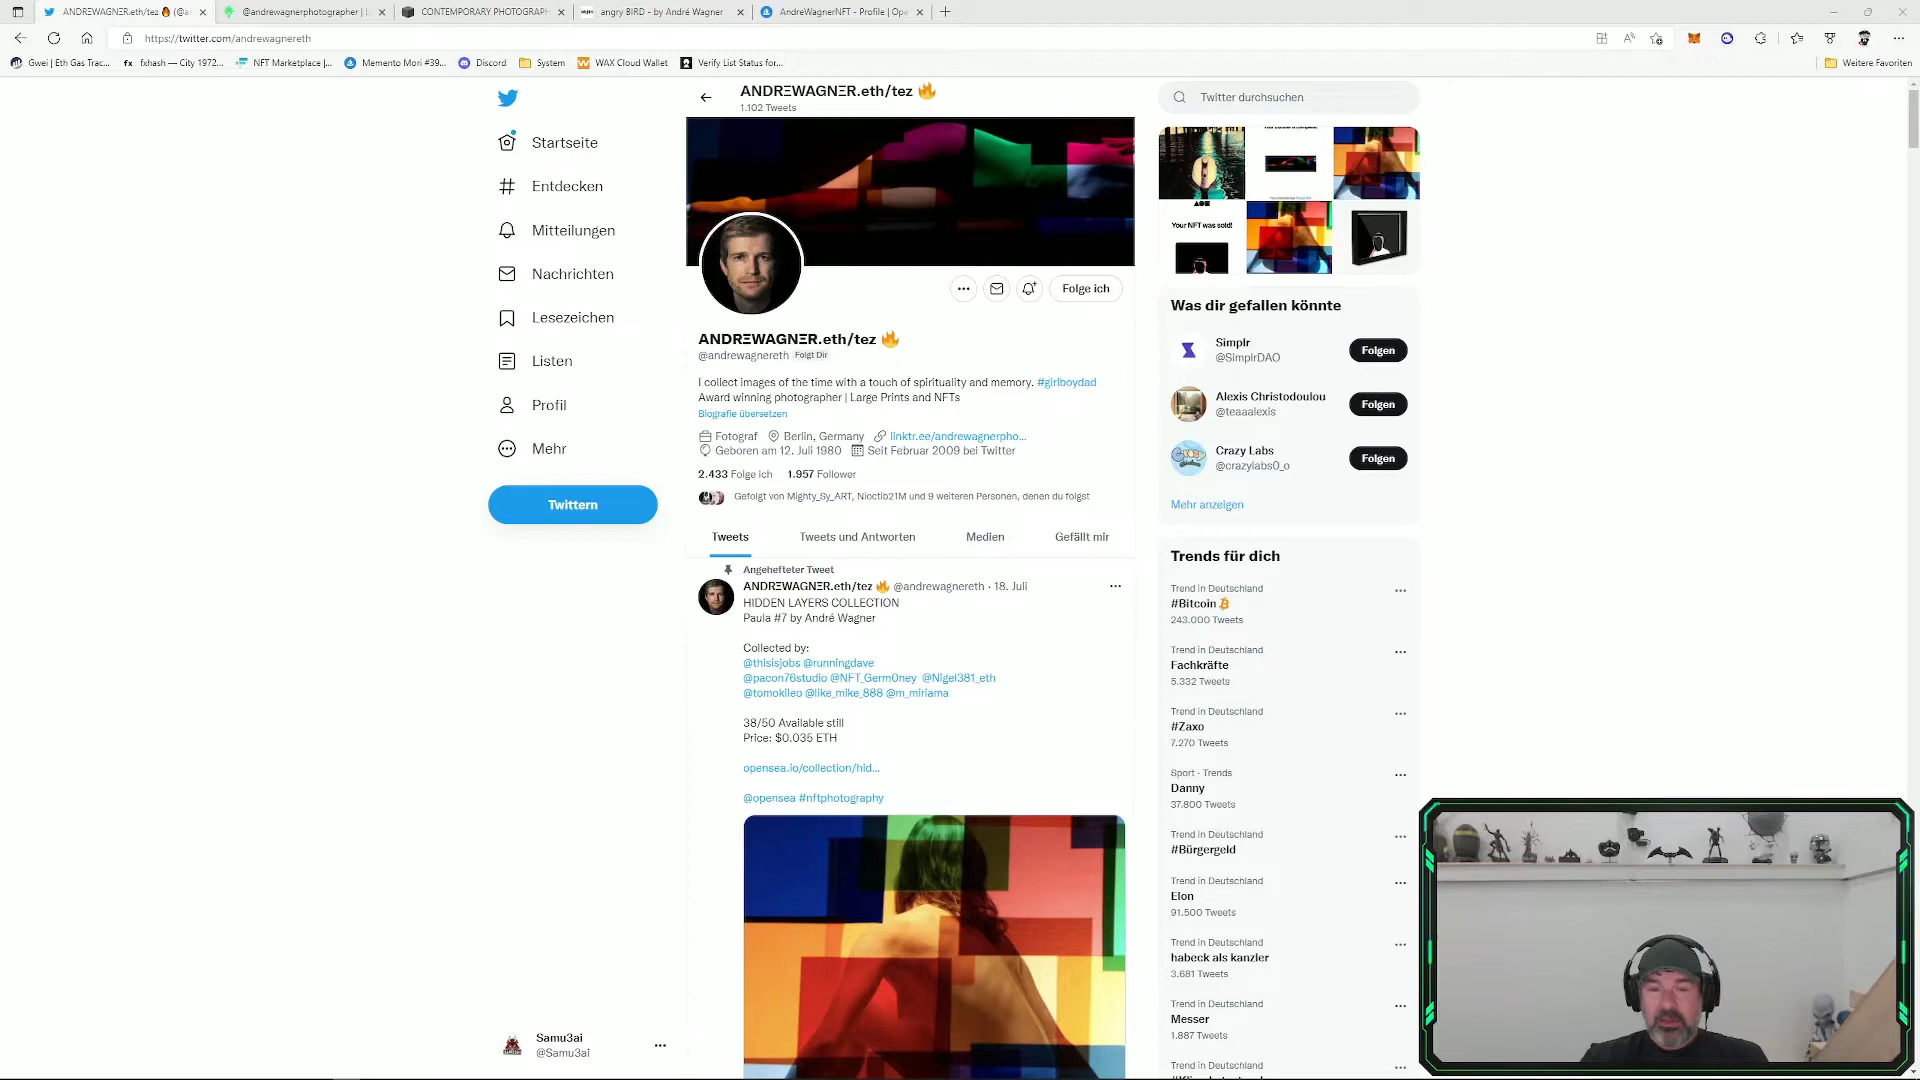 ANDRΞWAGNΞR.eth/tez 🔥 (@a
@andrewagnerphotographer | L
CONTEMPORARY PHOTOGRAPH
angry BIRD - by André Wagner
AndreWagnerNFT - Profile | Ope
https://twitter.com/andrewagnereth
Gwei | Eth Gas Trac...
fxhash — City 1972...
NFT Marketplace |...
Memento Mori #39...
Discord
System
WAX Cloud Wallet
Verify List Status for...
Weitere Favoriten
Startseite
Entdecken
Mitteilungen
Nachrichten
Lesezeichen
Listen
Profil
Mehr
Twittern
Samu3ai
@Samu3ai
ANDRΞWAGNΞR.eth/tez 🔥
1.102 Tweets
Folge ich
ANDRΞWAGNΞR.eth/tez 🔥
@andrewagnereth Folgt Dir
I collect images of the time with a touch of spirituality and memory. #girlboydad
Award winning photographer | Large Prints and NFTs
Biografie übersetzen
Fotograf Berlin, Germany linktr.ee/andrewagnerpho...
Geboren am 12. Juli 1980 Seit Februar 2009 bei Twitter
2.433 Folge ich 1.957 Follower
Gefolgt von Mighty_Sy_ART, Nioctib21M und 9 weiteren Personen, denen du folgst
Tweets Tweets und Antworten Medien Gefällt mir
Angehefteter Tweet
ANDRΞWAGNΞR.eth/tez 🔥 @andrewagnereth · 18. Juli
HIDDEN LAYERS COLLECTION
Paula #7 by André Wagner
Collected by:
@thisisjobs @runningdave
@pacon76studio @NFT_Germ0ney @Nigel381_eth
@tomokileo @like_mike_888 @m_miriama
38/50 Available still
Price: $0.035 ETH
opensea.io/collection/hid...
@opensea #nftphotography
Twitter durchsuchen
Your NFT was sold!
Was dir gefallen könnte
Simplr
@SimplrDAO
Folgen
Alexis Christodoulou
@teaaalexis
Folgen
Crazy Labs
@crazylabs0_o
Folgen
Mehr anzeigen
Trends für dich
Trend in Deutschland
#Bitcoin
243.000 Tweets
Trend in Deutschland
Fachkräfte
5.332 Tweets
Trend in Deutschland
#Zaxo
7.270 Tweets
Sport · Trends
Danny
37.800 Tweets
Trend in Deutschland
#Bürgergeld
Trend in Deutschland
Elon
91.500 Tweets
Trend in Deutschland
habeck als kanzler
3.681 Tweets
Trend in Deutschland
Messer
1.887 Tweets
Trend in Deutschland